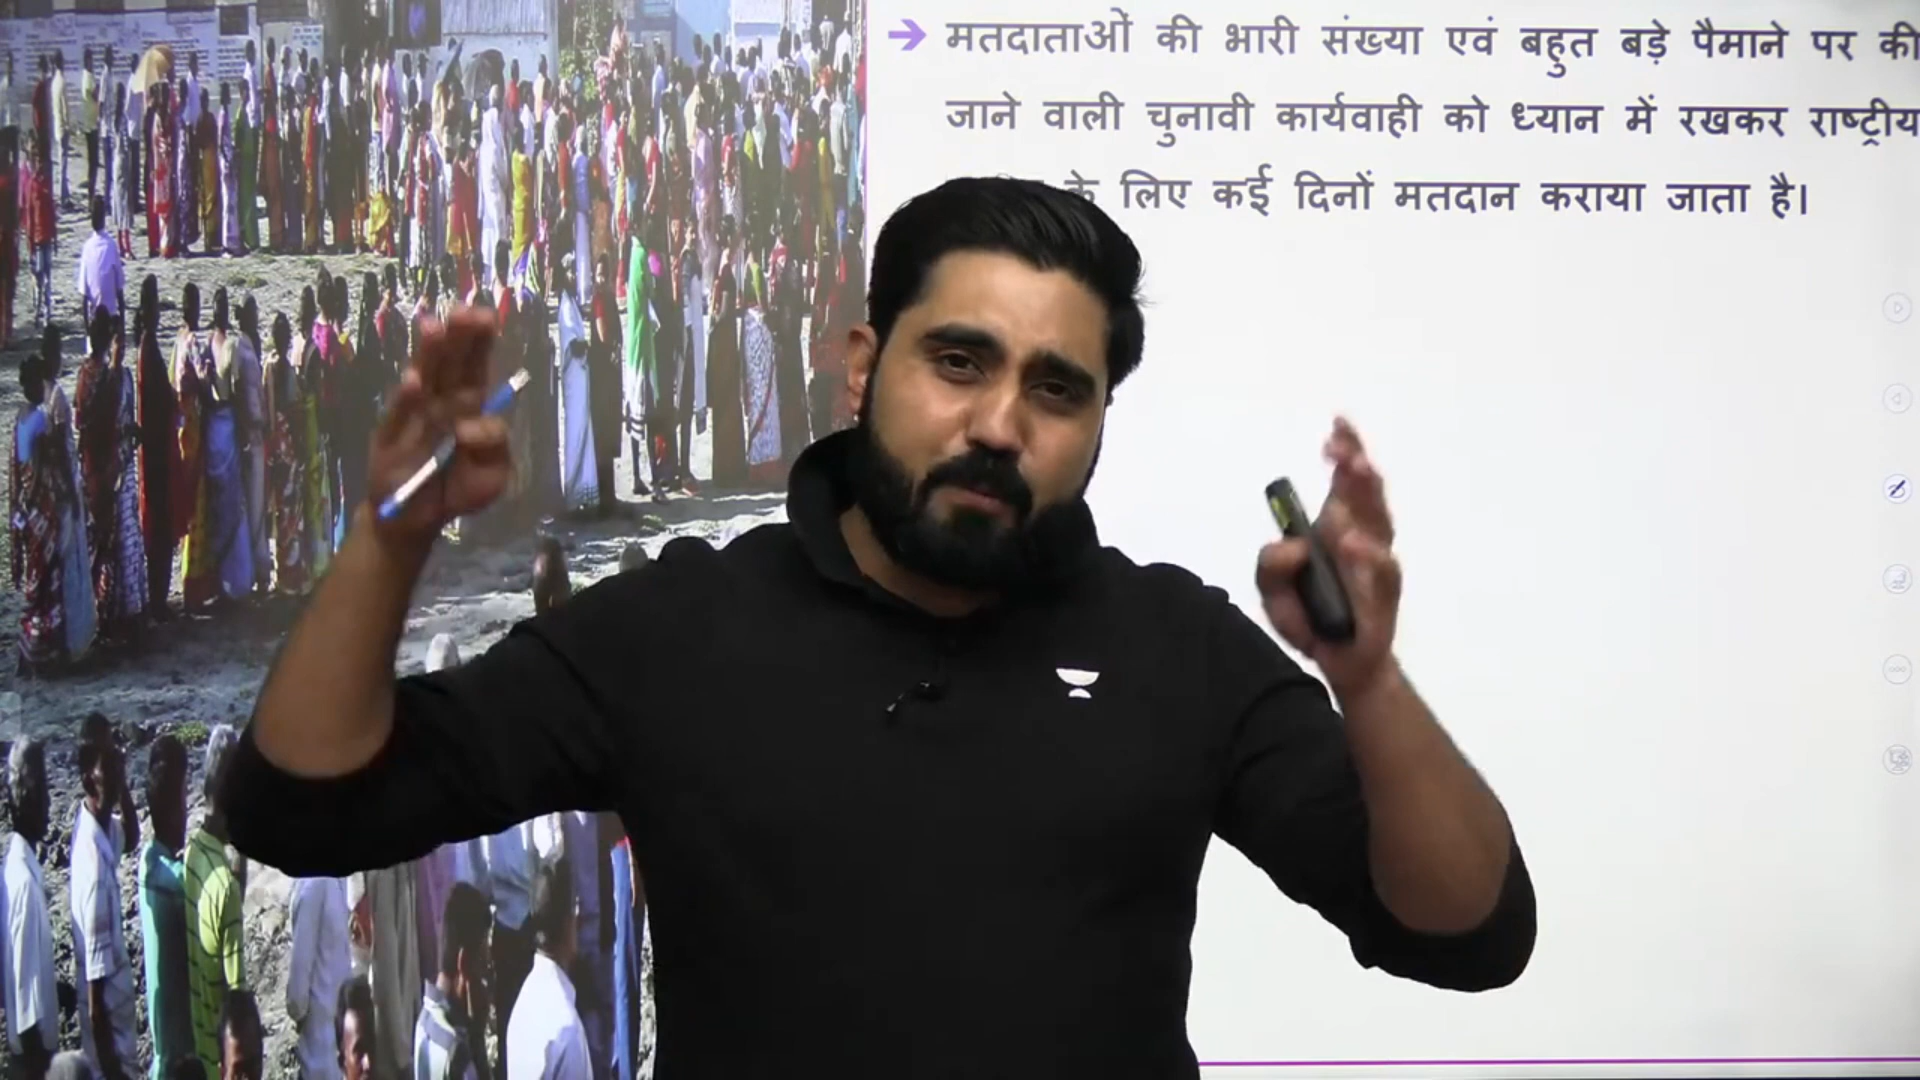 मतदाताओं की भारी संख्या एवं बहुत बड़े पैमाने पर की
जाने वाली चुनावी कार्यवाही को ध्यान में रखकर राष्ट्रीय
के लिए कई दिनों मतदान कराया जाता है।